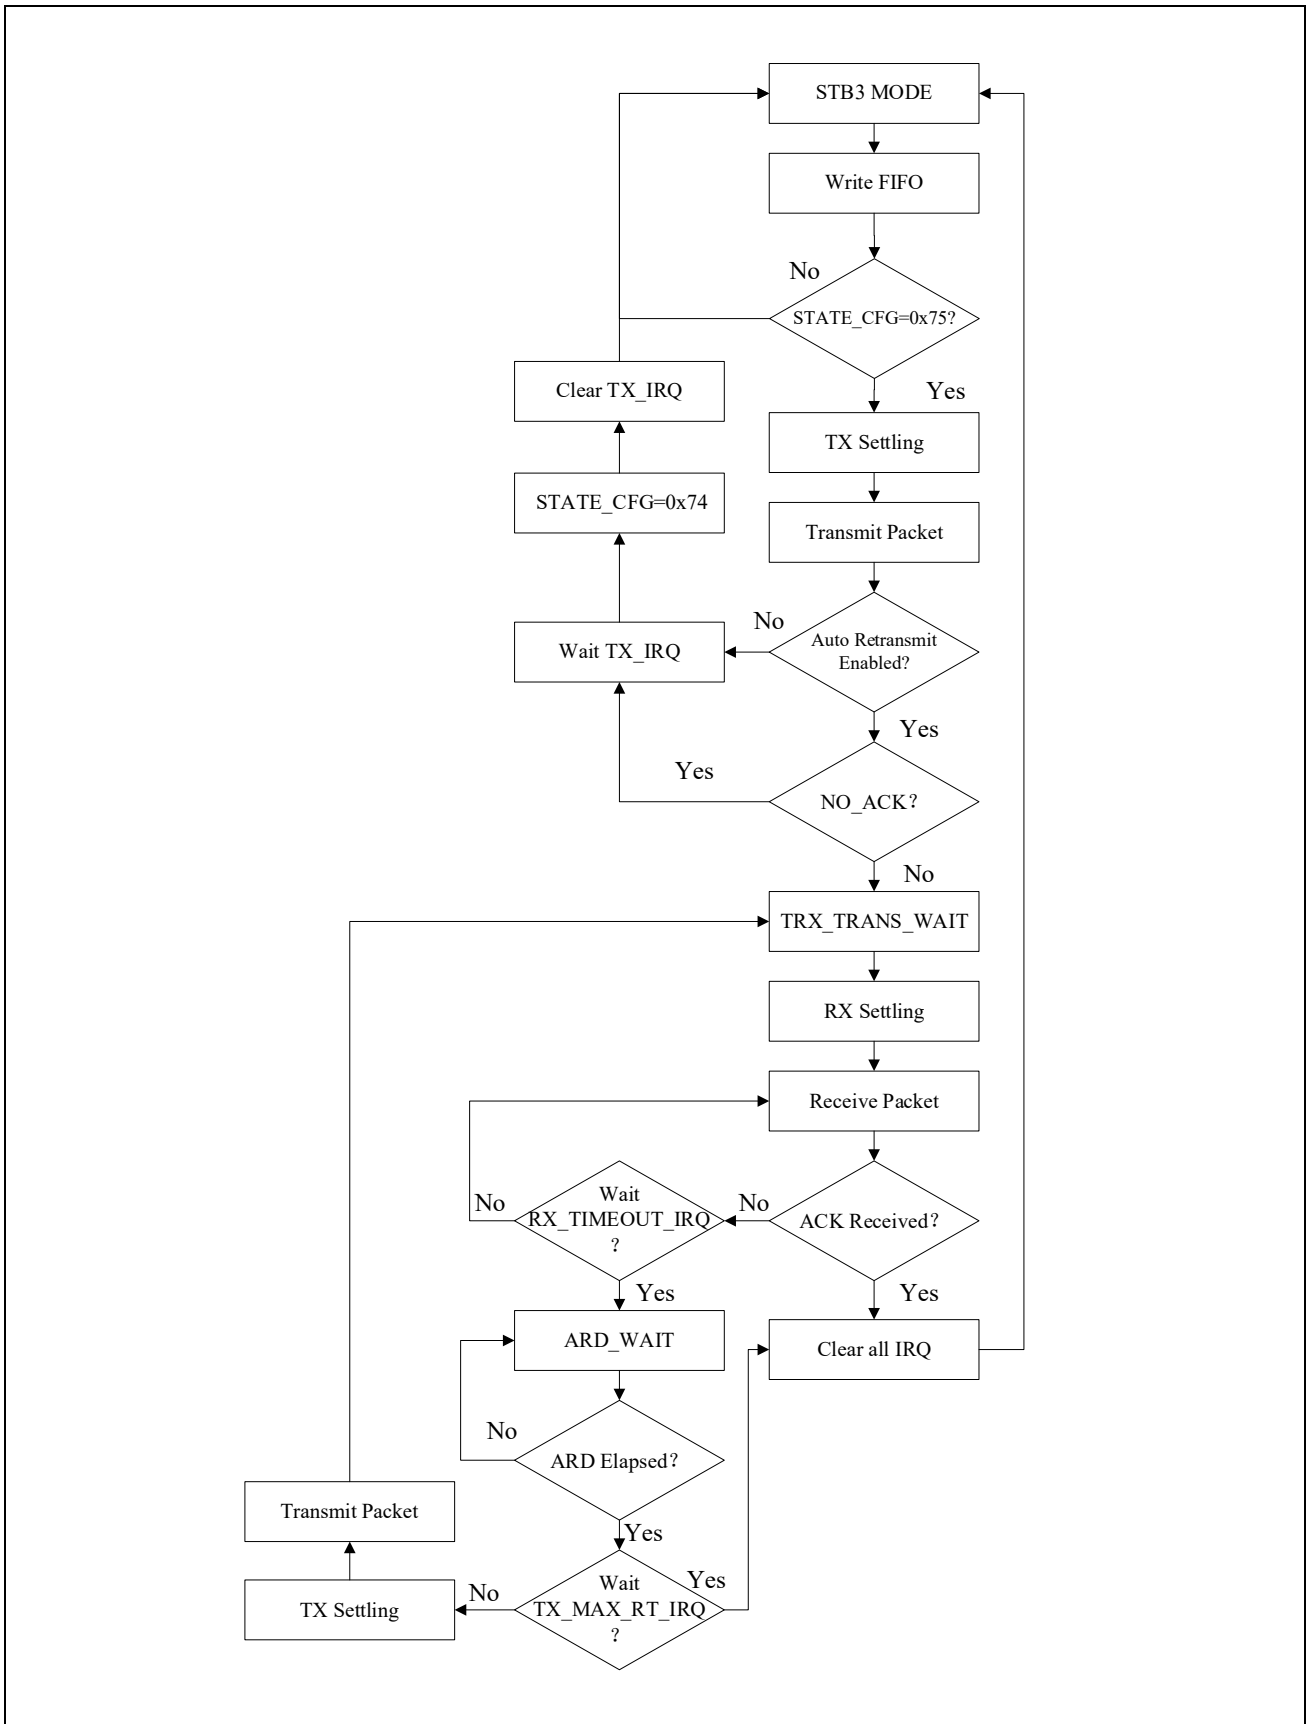 STB3 MODE
Write FIFO
No
STATE_CFG=0x75?
Clear TX_IRQ
Yes
TX Settling
STATE_CFG=0x74
Transmit Packet
No
Auto Retransmit
Enabled?
Wait TX_IRQ
Yes
Yes
NO_ACK?
No
TRX_TRANS_WAIT
RX Settling
Receive Packet
No
Wait
RX_TIMEOUT_IRQ
?
No
ACK Received?
Yes
Yes
ARD_WAIT
Clear all IRQ
No
ARD Elapsed?
Transmit Packet
Yes
No
Wait
TX_MAX_RT_IRQ
?
Yes
TX Settling